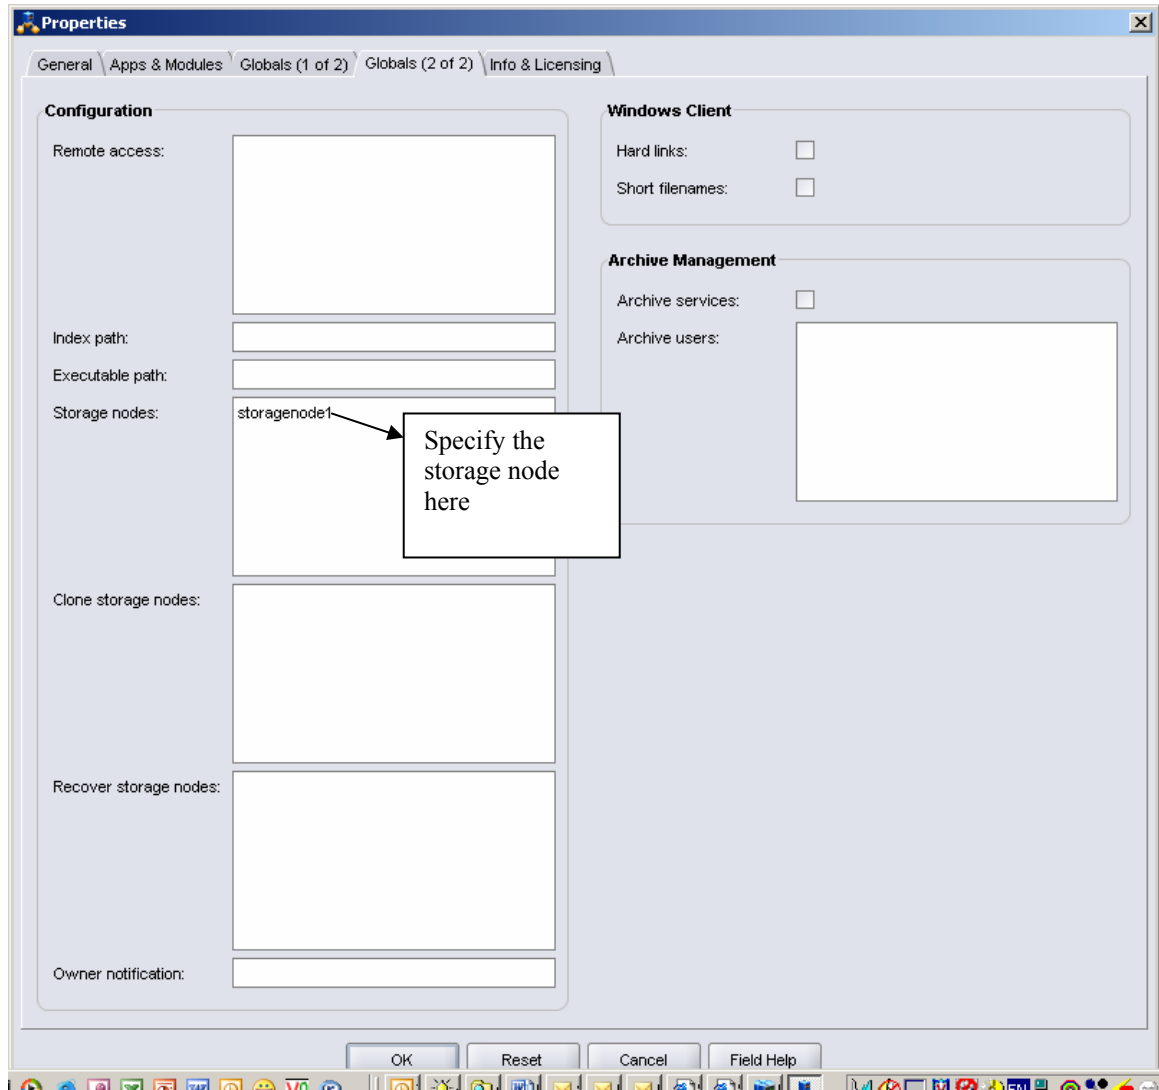 Properties
General Apps & Modules Globals (1 of 2) Globals (2 of 2) Info & Licensing
Configuration
Remote access:
Index path:
Executable path:
Storage nodes: storagenode1
Specify the
storage node
here
Clone storage nodes:
Recover storage nodes:
Owner notification:
Windows Client
Hard links:
Short filenames:
Archive Management
Archive services:
Archive users:
OK Reset Cancel Field Help
EN